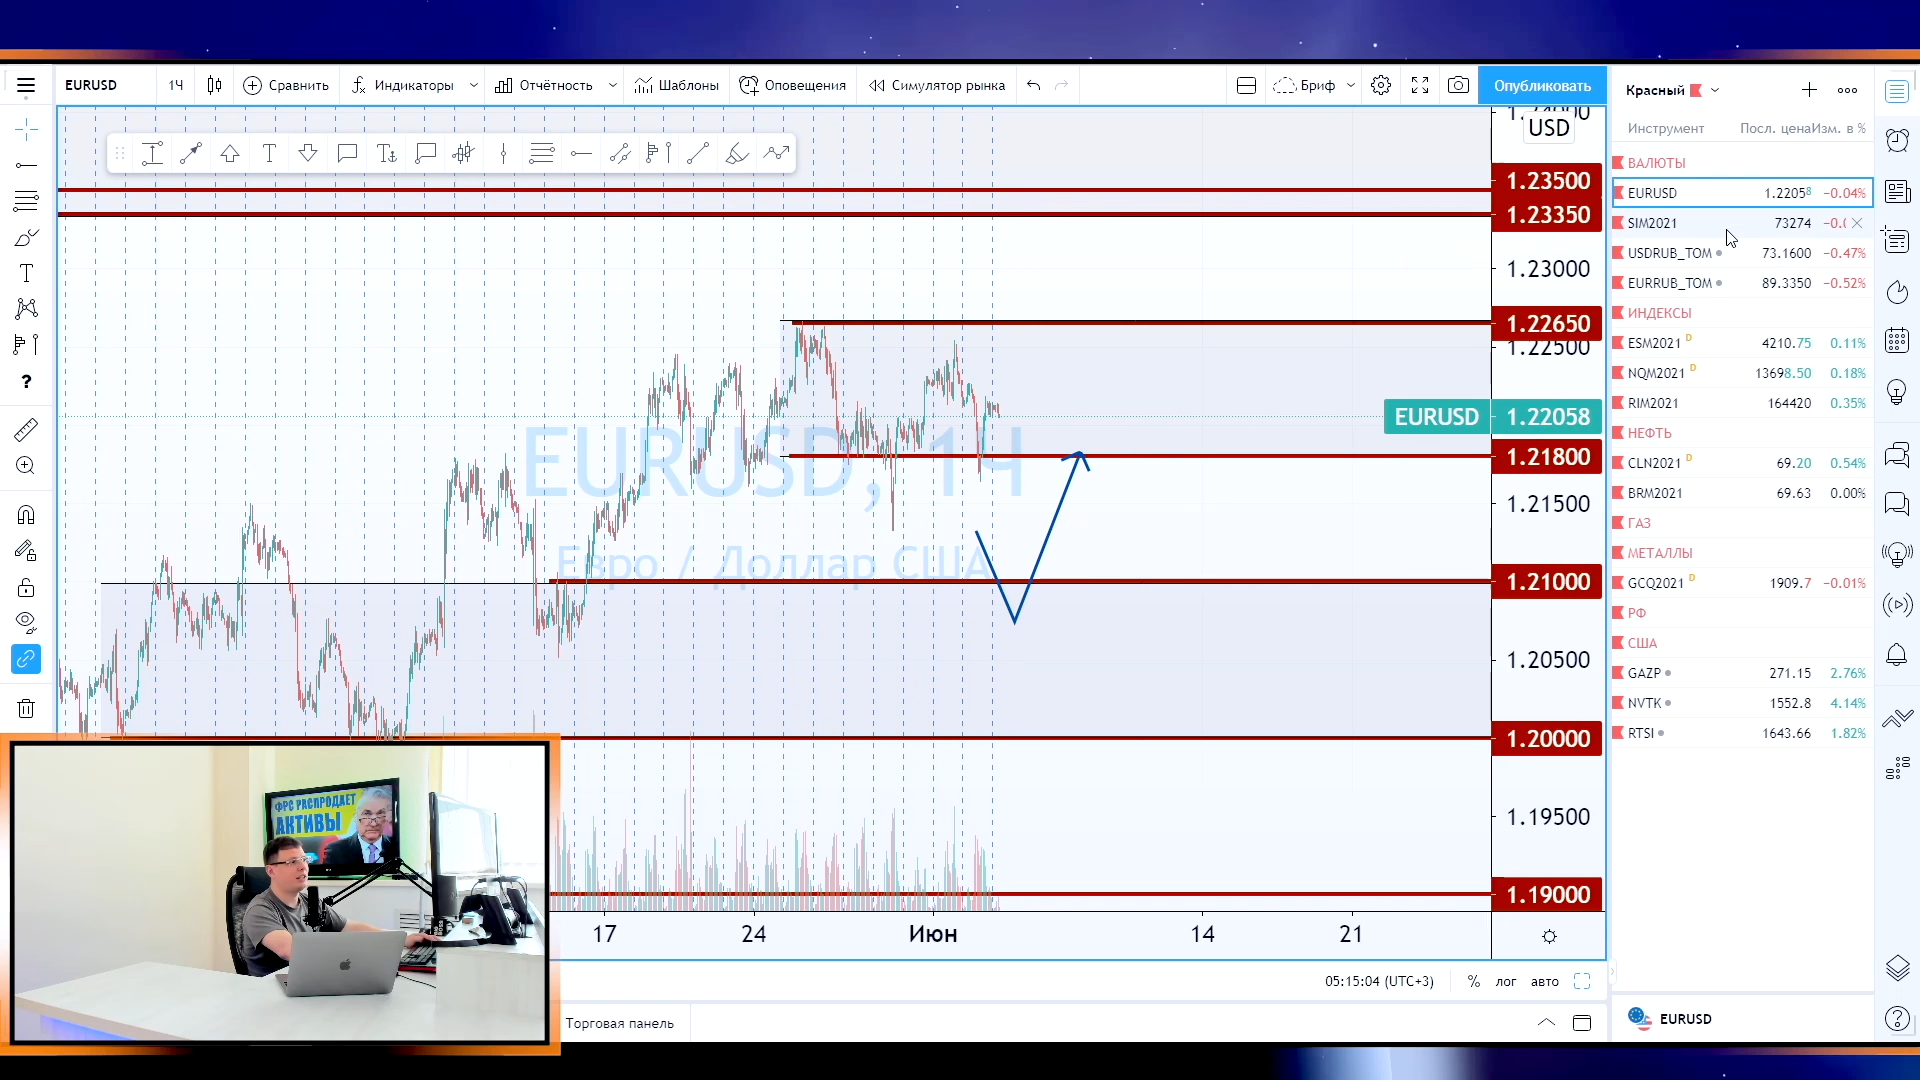 EURUSD
1Ч
Сравнить
Индикаторы
Отчётность
Шаблоны
Оповещения
Симулятор рынка
Бриф
Опубликовать
USD
1.23500
1.23350
1.23000
1.22650
1.22500
EURUSD 1.22058
1.21800
1.21500
1.21000
1.20500
1.20000
1.19500
1.19000
EURUSD, 1Ч
Евро / Доллар США
17 24 Июн 14 21
05:15:04 (UTC+3) % лог авто
Торговая панель
ФРС РАСПРОДАЕТ
АКТИВЫ
Красный
Инструмент Посл. цена Изм. в %
ВАЛЮТЫ
EURUSD 1.22058 −0.04%
SIM2021 73274 −0.(
USDRUB_TOM 73.1600 −0.47%
EURRUB_TOM 89.3350 −0.52%
ИНДЕКСЫ
ESM2021 D 4210.75 0.11%
NQM2021 D 13698.50 0.18%
RIM2021 164420 0.35%
НЕФТЬ
CLN2021 D 69.20 0.54%
BRM2021 69.63 0.00%
ГАЗ
МЕТАЛЛЫ
GCQ2021 D 1909.7 −0.01%
РФ
США
GAZP 271.15 2.76%
NVTK 1552.8 4.14%
RTSI 1643.66 1.82%
EURUSD